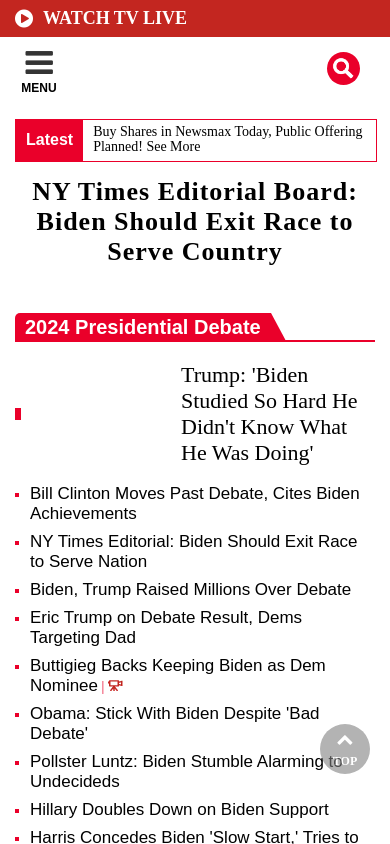 WATCH TV LIVE
MENU
Latest
Buy Shares in Newsmax Today, Public Offering
Planned! See More
NY Times Editorial Board:
Biden Should Exit Race to
Serve Country
2024 Presidential Debate
Trump: 'Biden
Studied So Hard He
Didn't Know What
He Was Doing'
Bill Clinton Moves Past Debate, Cites Biden
Achievements
NY Times Editorial: Biden Should Exit Race
to Serve Nation
Biden, Trump Raised Millions Over Debate
Eric Trump on Debate Result, Dems
Targeting Dad
Buttigieg Backs Keeping Biden as Dem
Nominee |
Obama: Stick With Biden Despite 'Bad
Debate'
Pollster Luntz: Biden Stumble Alarming to
Undecideds
TOP
Hillary Doubles Down on Biden Support
Harris Concedes Biden 'Slow Start,' Tries to